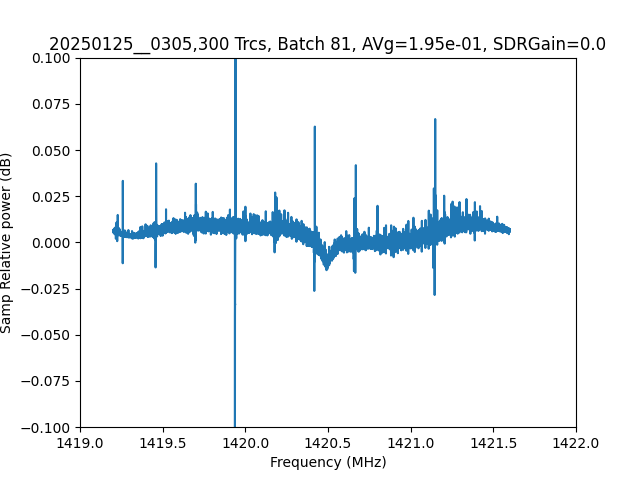 20250125__0305,300 Trcs, Batch 81, AVg=1.95e-01, SDRGain=0.0
0.100
0.075
0.050
0.025
0.000
−0.025
−0.050
−0.075
−0.100
Samp Relative power (dB)
1419.0 1419.5 1420.0 1420.5 1421.0 1421.5 1422.0
Frequency (MHz)